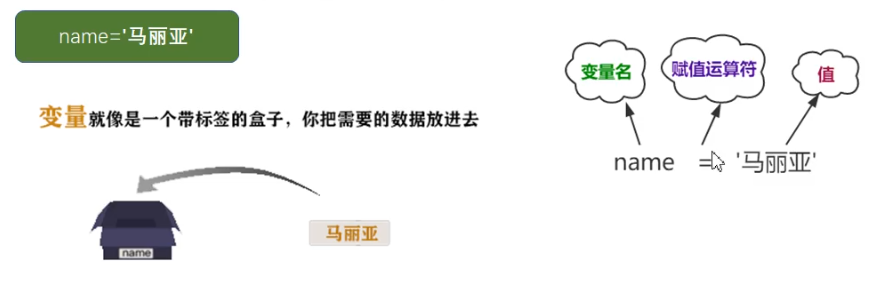 name='马丽亚'
变量就像是一个带标签的盒子，你把需要的数据放进去
name
马丽亚
变量名
赋值运算符
值
name = '马丽亚'